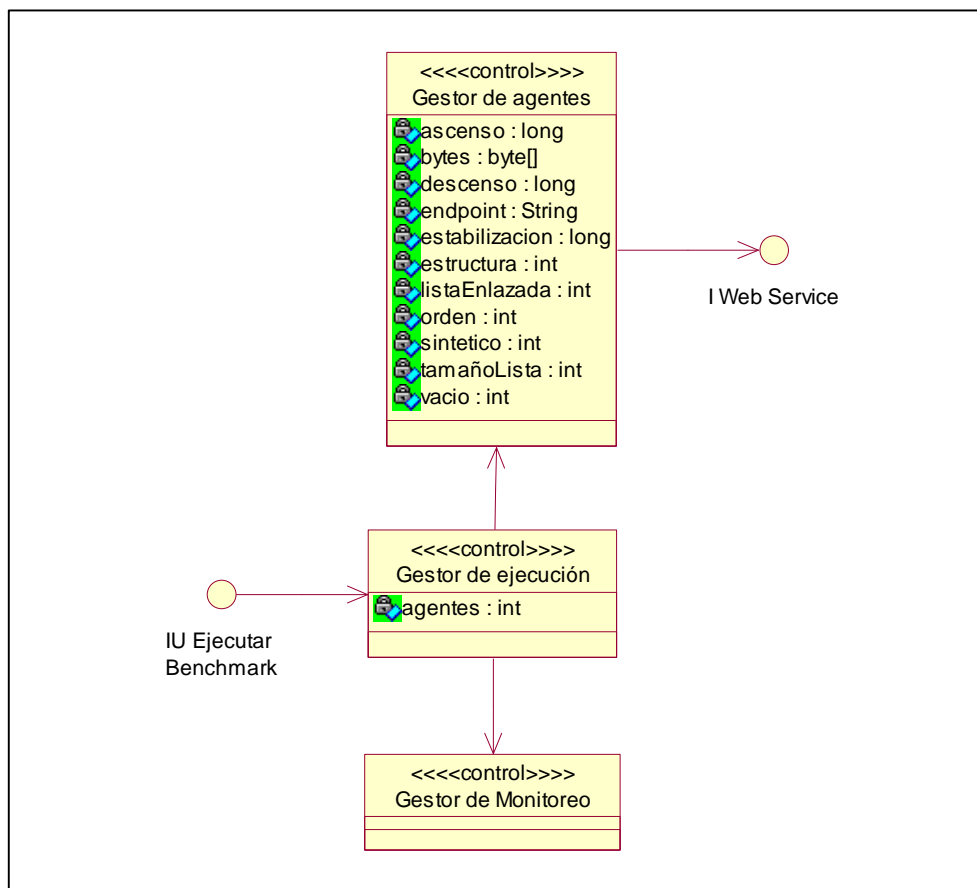 <<<<control>>>>
Gestor de agentes
ascenso : long
bytes : byte[]
descenso : long
endpoint : String
estabilizacion : long
estructura : int
listaEnlazada : int
orden : int
sintetico : int
tamañoLista : int
vacio : int
I Web Service
<<<<control>>>>
Gestor de ejecución
agentes : int
IU Ejecutar
Benchmark
<<<<control>>>>
Gestor de Monitoreo